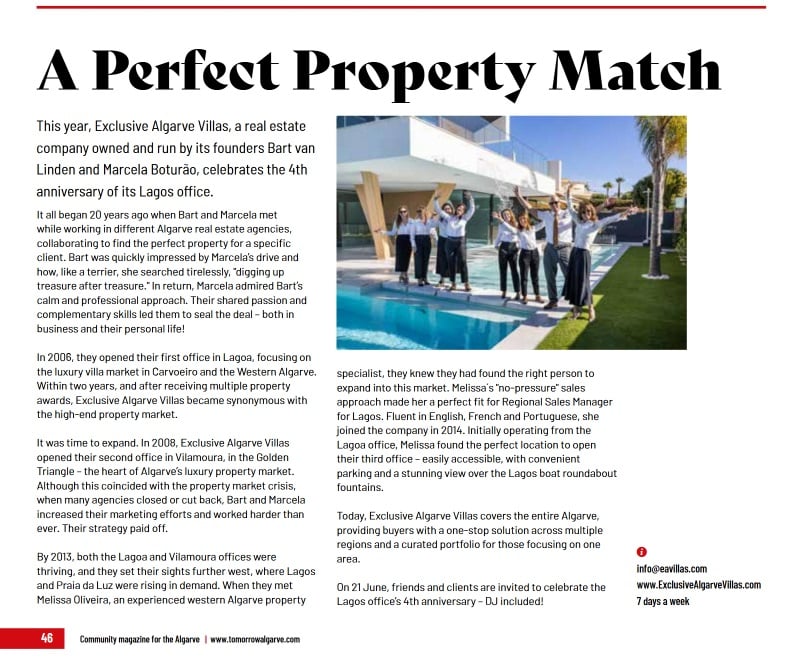 A Perfect Property Match
This year, Exclusive Algarve Villas, a real estate
company owned and run by its founders Bart van
Linden and Marcela Boturão, celebrates the 4th
anniversary of its Lagos office.
It all began 20 years ago when Bart and Marcela met
while working in different Algarve real estate agencies,
collaborating to find the perfect property for a specific
client. Bart was quickly impressed by Marcela's drive and
how, like a terrier, she searched tirelessly, "digging up
treasure after treasure." In return, Marcela admired Bart's
calm and professional approach. Their shared passion and
complementary skills led them to seal the deal – both in
business and their personal life!
In 2006, they opened their first office in Lagoa, focusing on
the luxury villa market in Carvoeiro and the Western Algarve.
Within two years, and after receiving multiple property
awards, Exclusive Algarve Villas became synonymous with
the high-end property market.
It was time to expand. In 2008, Exclusive Algarve Villas
opened their second office in Vilamoura, in the Golden
Triangle – the heart of Algarve's luxury property market.
Although this coincided with the property market crisis,
when many agencies closed or cut back, Bart and Marcela
increased their marketing efforts and worked harder than
ever. Their strategy paid off.
By 2013, both the Lagoa and Vilamoura offices were
thriving, and they set their sights further west, where Lagos
and Praia da Luz were rising in demand. When they met
Melissa Oliveira, an experienced western Algarve property
specialist, they knew they had found the right person to
expand into this market. Melissa's "no-pressure" sales
approach made her a perfect fit for Regional Sales Manager
for Lagos. Fluent in English, French and Portuguese, she
joined the company in 2014. Initially operating from the
Lagoa office, Melissa found the perfect location to open
their third office – easily accessible, with convenient
parking and a stunning view over the Lagos boat roundabout
fountains.
Today, Exclusive Algarve Villas covers the entire Algarve,
providing buyers with a one-stop solution across multiple
regions and a curated portfolio for those focusing on one
area.
On 21 June, friends and clients are invited to celebrate the
Lagos office's 4th anniversary – DJ included!
i
info@eavillas.com
www.ExclusiveAlgarveVillas.com
7 days a week
46 Community magazine for the Algarve | www.tomorrowalgarve.com